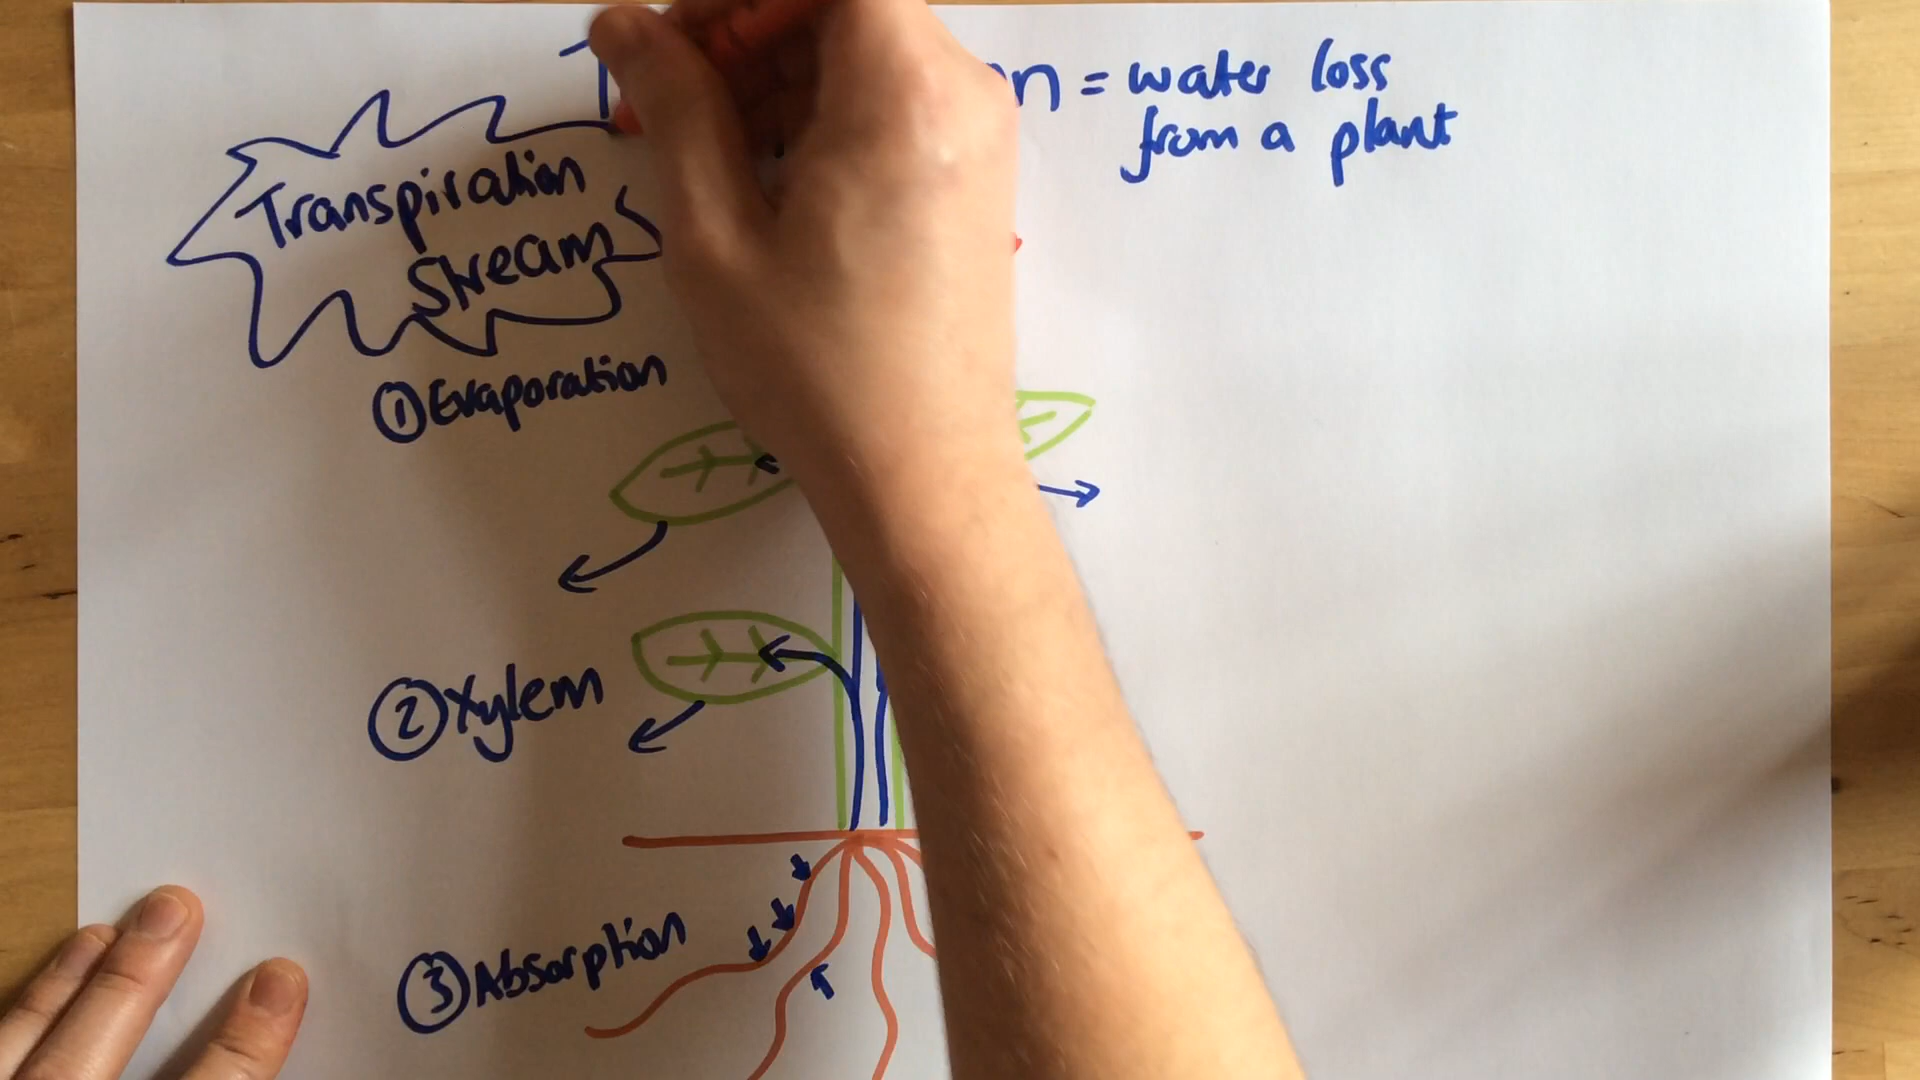 n = water loss
from a plant
Transpiration
Stream
① Evaporation
② Xylem
③ Absorption